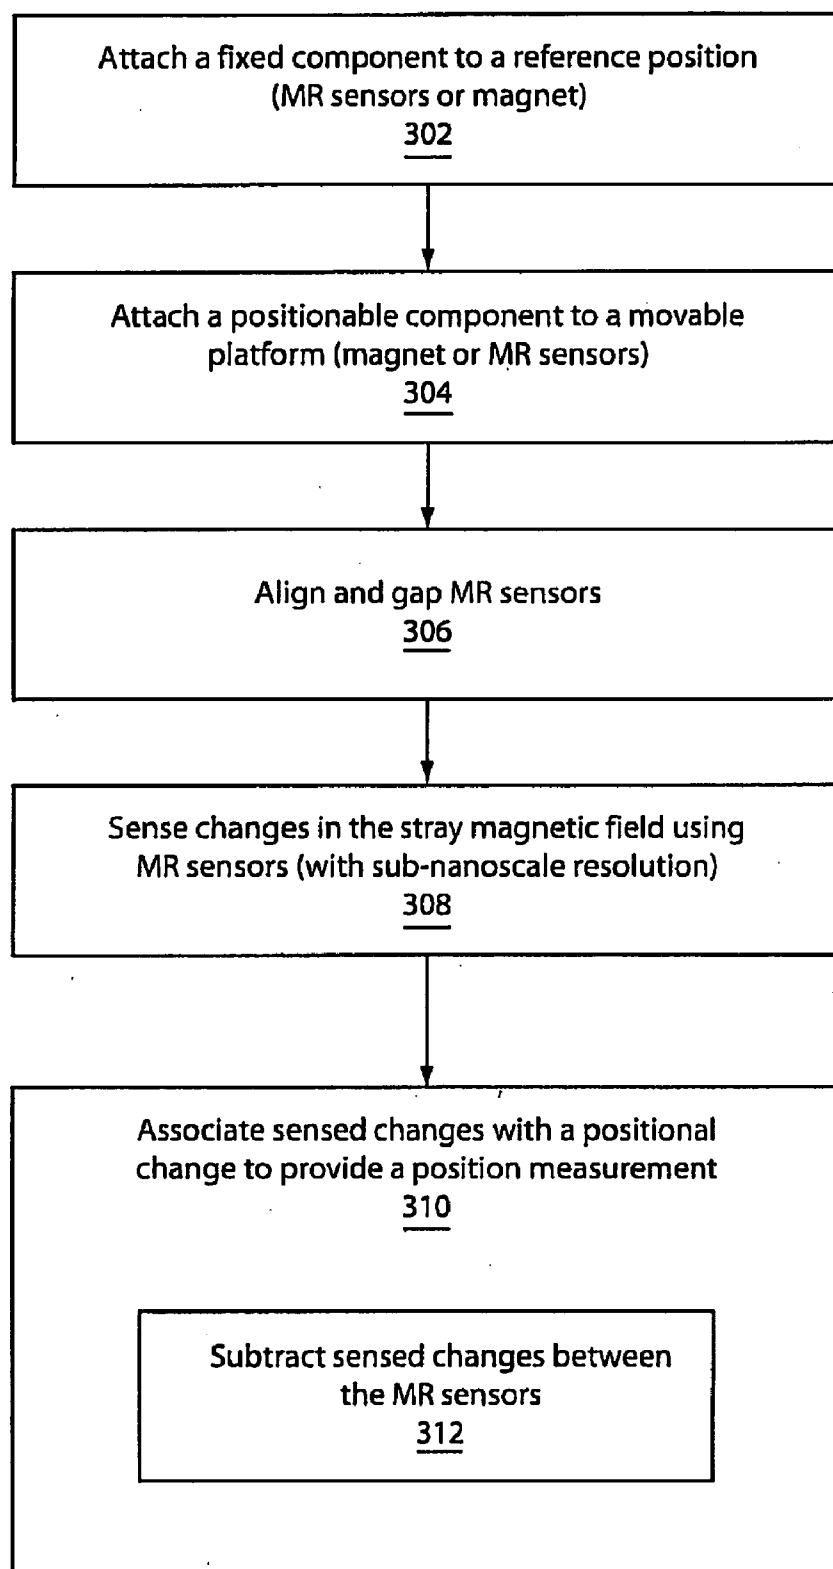 Attach a fixed component to a reference position
(MR sensors or magnet)
302
Attach a positionable component to a movable
platform (magnet or MR sensors)
304
Align and gap MR sensors
306
Sense changes in the stray magnetic field using
MR sensors (with sub-nanoscale resolution)
308
Associate sensed changes with a positional
change to provide a position measurement
310
Subtract sensed changes between
the MR sensors
312